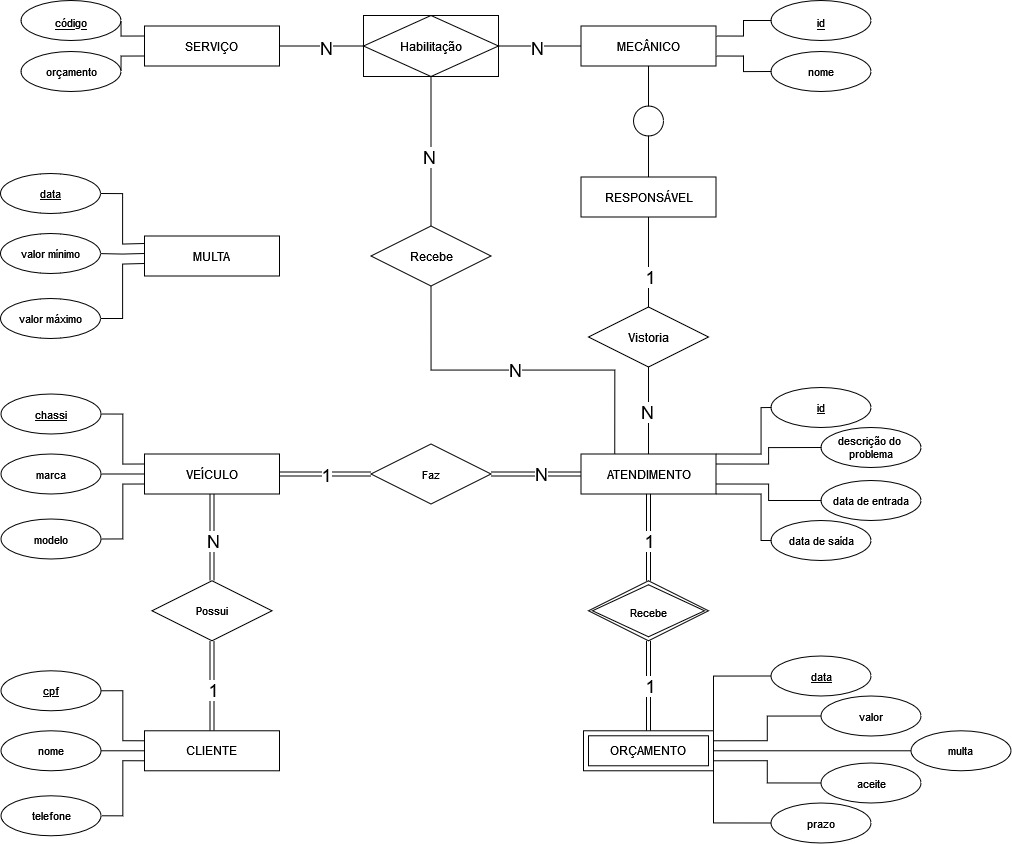 código
SERVIÇO
N
Habilitação
N
MECÂNICO
id
orçamento
nome
N
data
RESPONSÁVEL
valor mínimo
MULTA
Recebe
1
valor máximo
Vistoria
N
N
chassi
id
descrição do
problema
marca
VEÍCULO
1
Faz
N
ATENDIMENTO
data de entrada
modelo
N
1
data de saída
Possui
Recebe
cpf
1
1
data
valor
nome
CLIENTE
ORÇAMENTO
multa
aceite
telefone
prazo